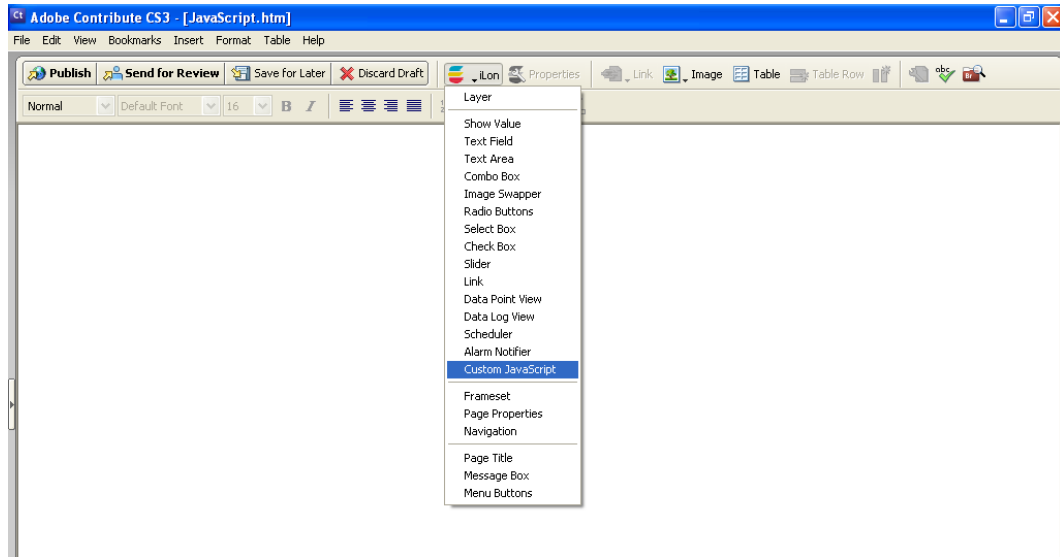 Ct Adobe Contribute CS3 - [JavaScript.htm]
File Edit View Bookmarks Insert Format Table Help
Publish Send for Review Save for Later Discard Draft iLon Properties Link Image Table Table Row abc
Normal Default Font 16 B I
Layer
Show Value
Text Field
Text Area
Combo Box
Image Swapper
Radio Buttons
Select Box
Check Box
Slider
Link
Data Point View
Data Log View
Scheduler
Alarm Notifier
Custom JavaScript
Frameset
Page Properties
Navigation
Page Title
Message Box
Menu Buttons